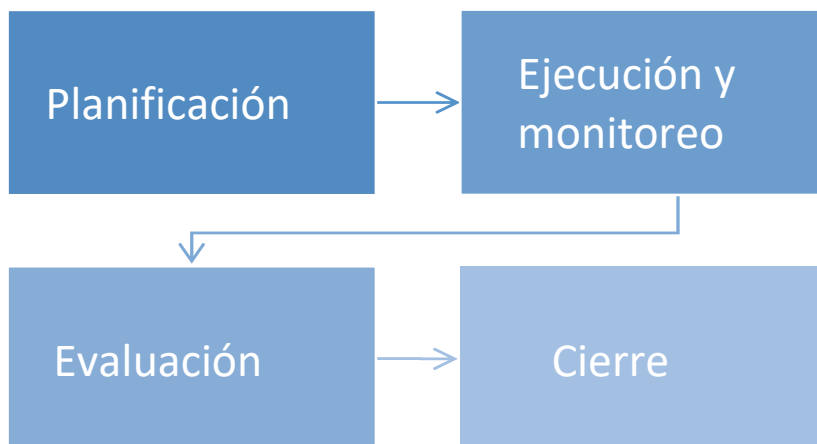 Planificación
Ejecución y
monitoreo
Evaluación
Cierre